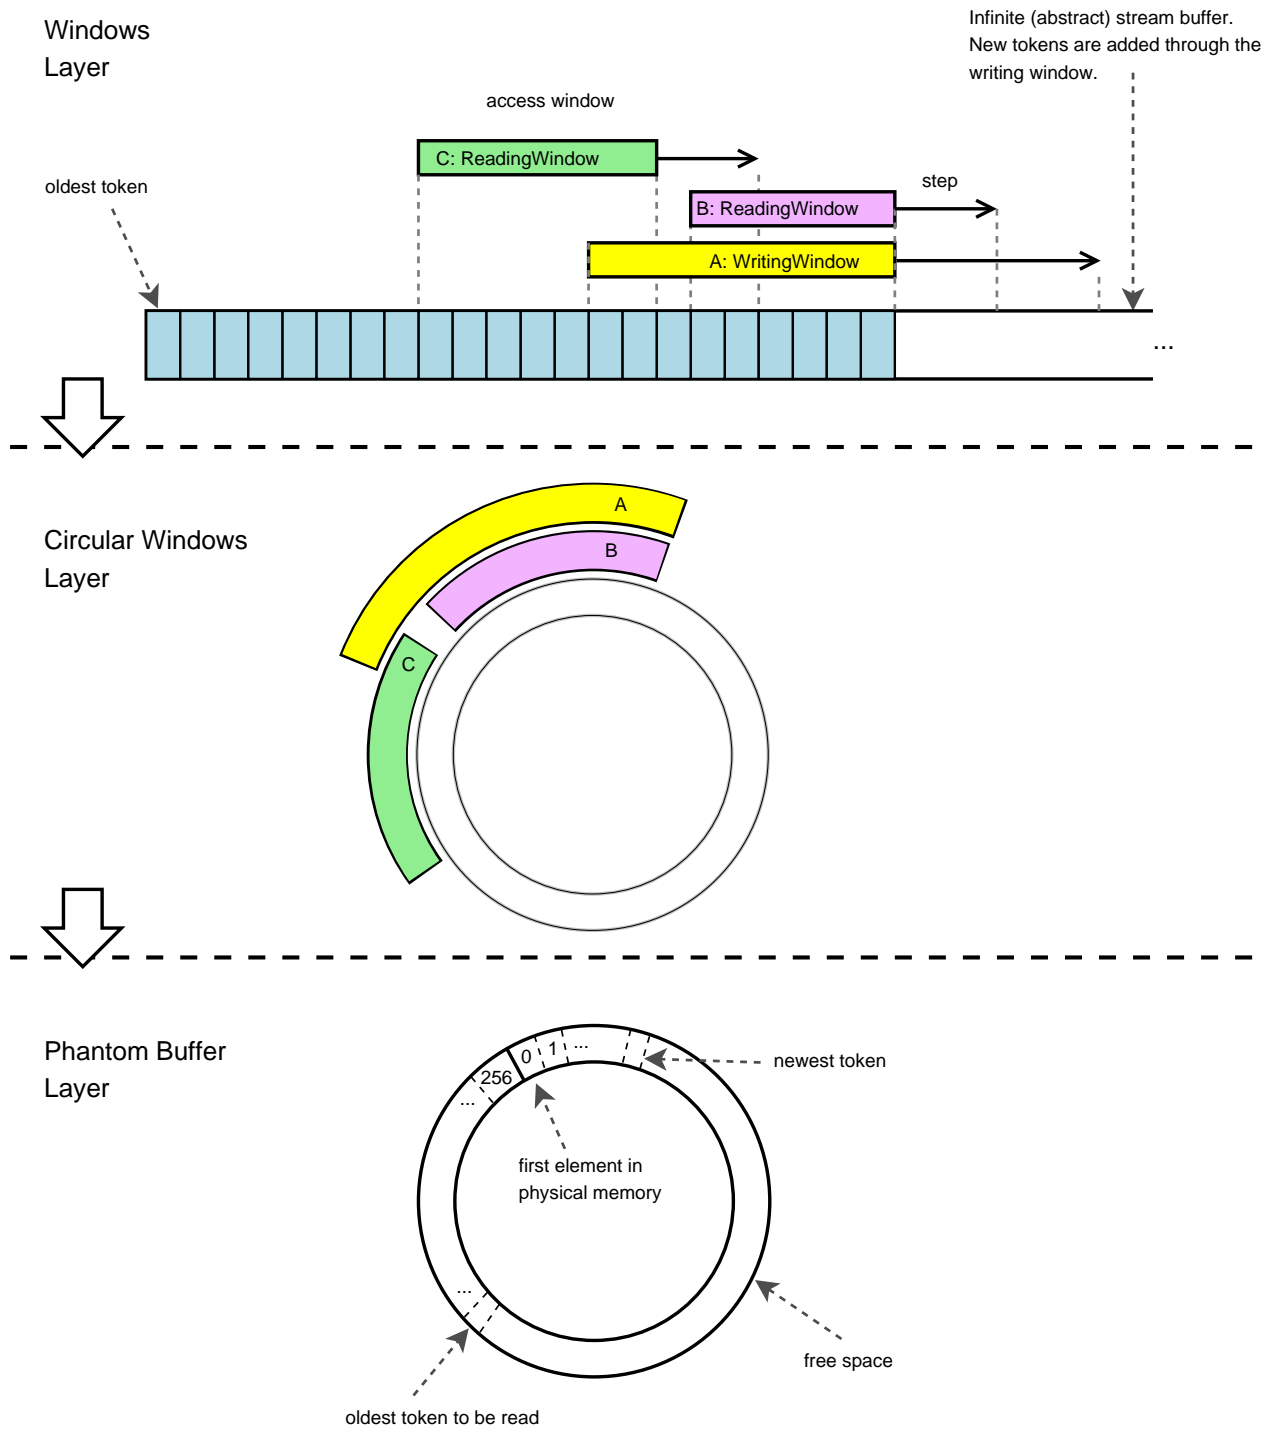 Windows
Layer
Infinite (abstract) stream buffer.
New tokens are added through the
writing window.
access window
C: ReadingWindow
oldest token
step
B: ReadingWindow
A: WritingWindow
...
Circular Windows
Layer
A
B
C
Phantom Buffer
Layer
0
1
...
newest token
256
...
first element in
physical memory
...
free space
oldest token to be read